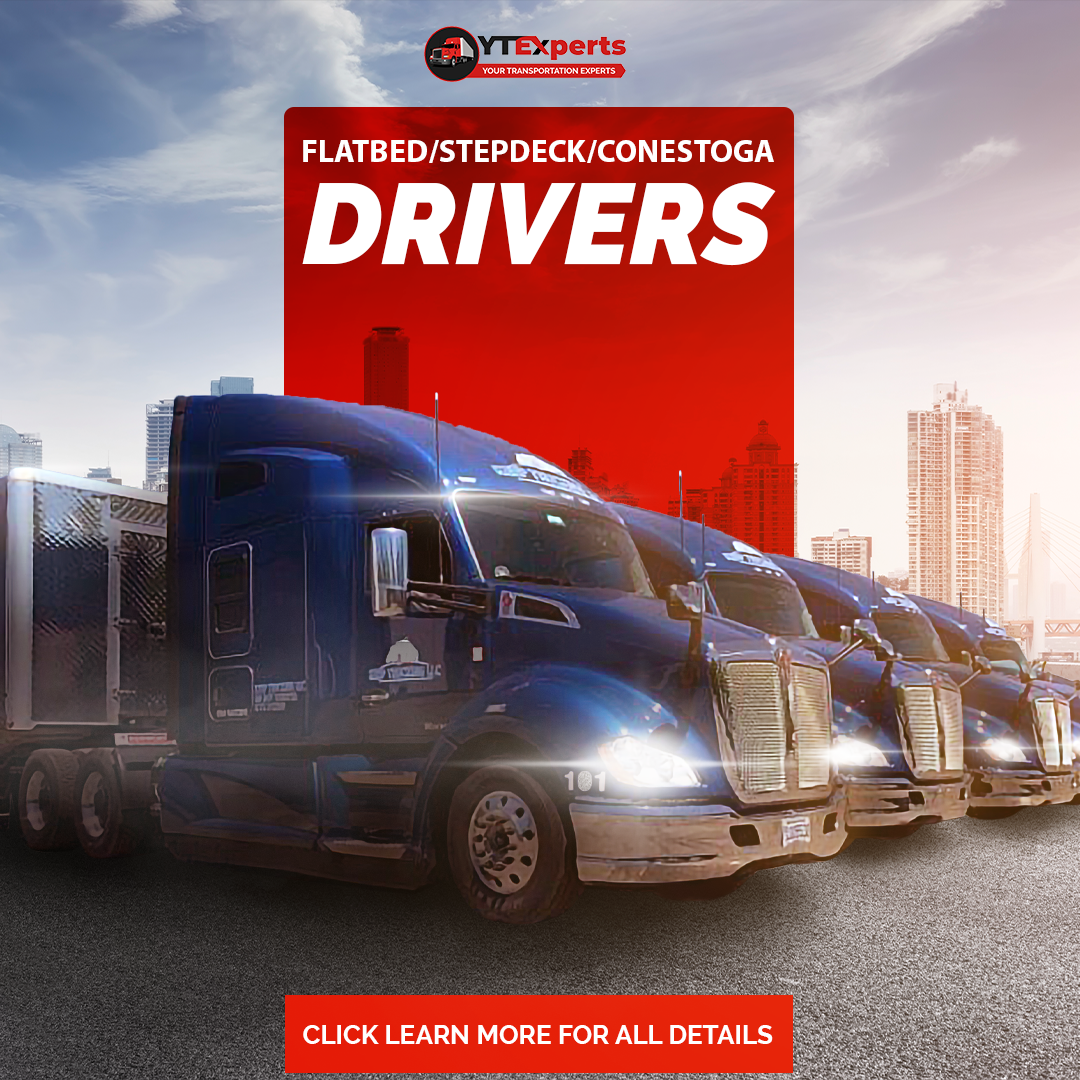 YTExperts
YOUR TRANSPORTATION EXPERTS
FLATBED/STEPDECK/CONESTOGA
DRIVERS
101
CLICK LEARN MORE FOR ALL DETAILS